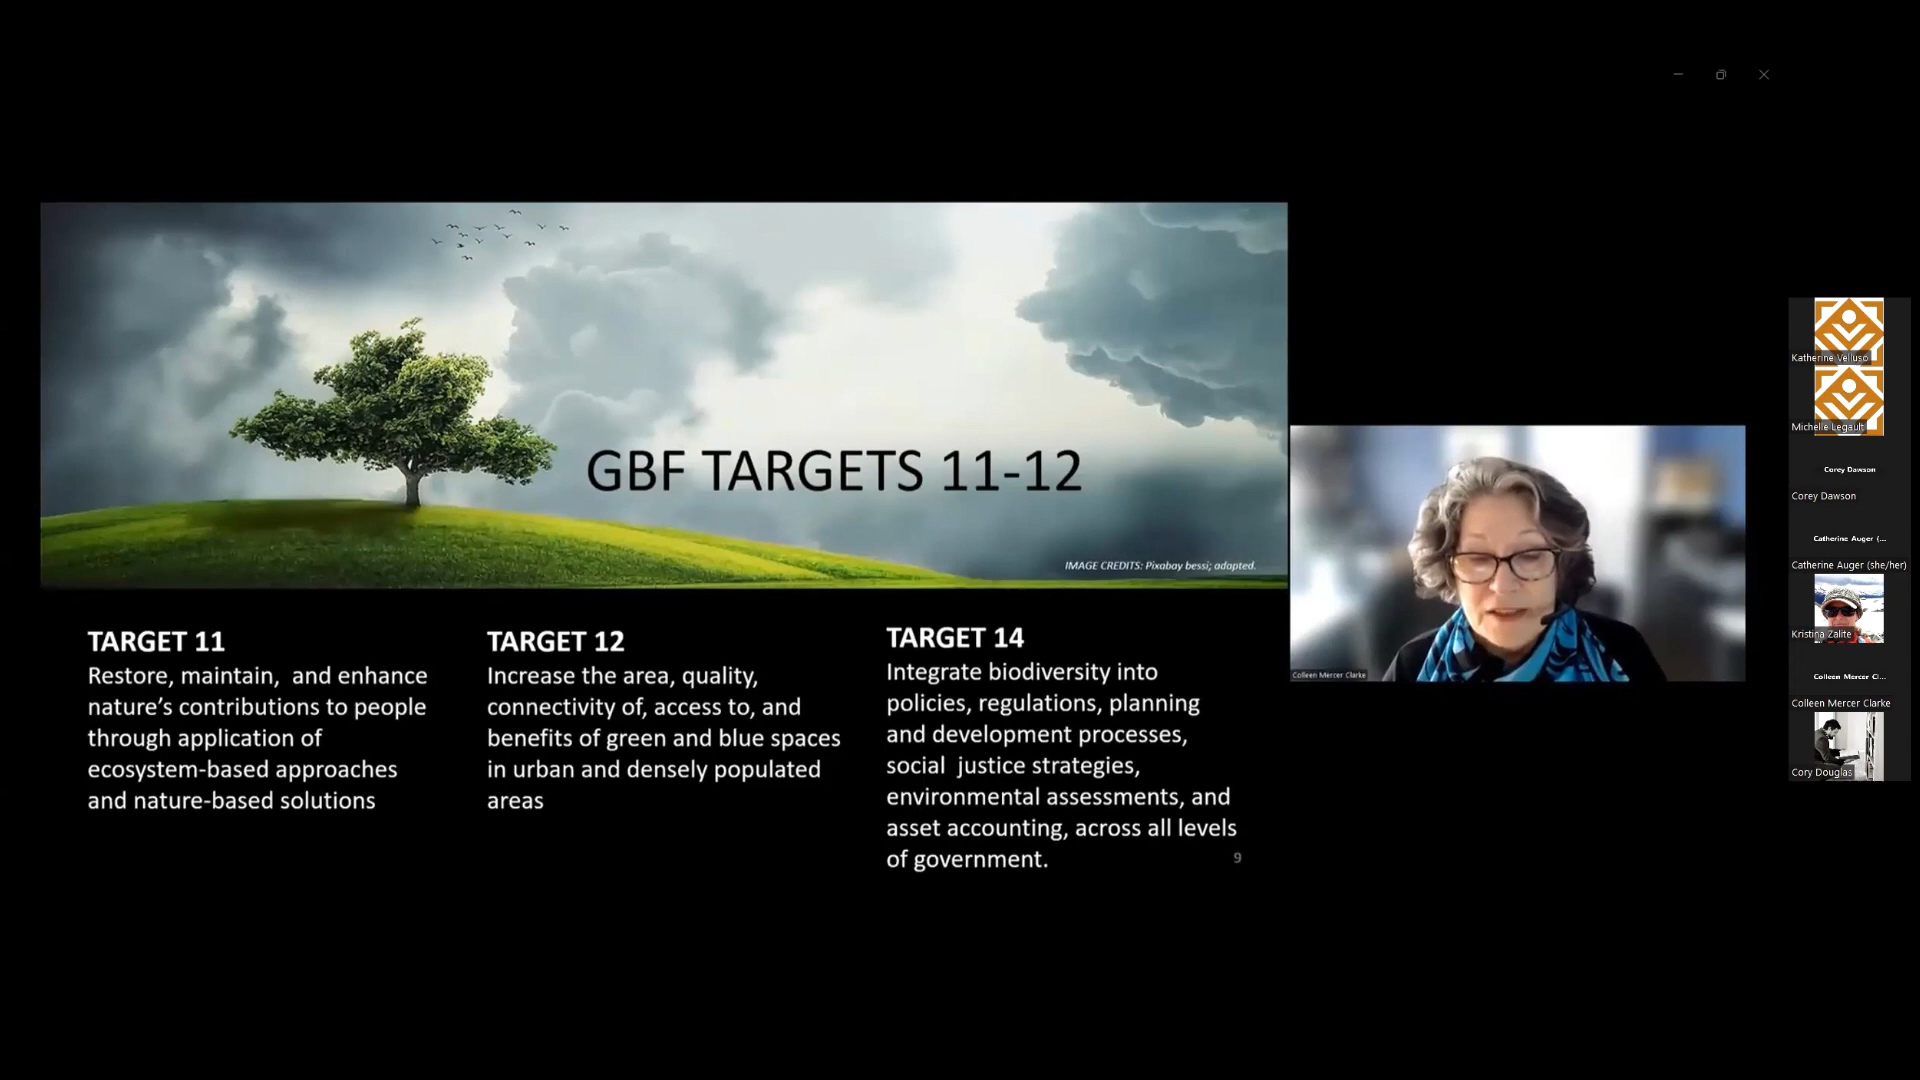 GBF TARGETS 11-12
IMAGE CREDITS: Pixabay bessi; adapted.
TARGET 11
Restore, maintain,  and enhance
nature’s contributions to people
through application of
ecosystem-based approaches
and nature-based solutions
TARGET 12
Increase the area, quality,
connectivity of, access to, and
benefits of green and blue spaces
in urban and densely populated
areas
TARGET 14
Integrate biodiversity into
policies, regulations, planning
and development processes,
social  justice strategies,
environmental assessments, and
asset accounting, across all levels
of government.
9
Colleen Mercer Clarke
Katherine Velluso
Michelle Legault
Corey Dawson
Corey Dawson
Catherine Auger (...
Catherine Auger (she/her)
Kristina Zalite
Colleen Mercer Cl...
Colleen Mercer Clarke
Cory Douglas